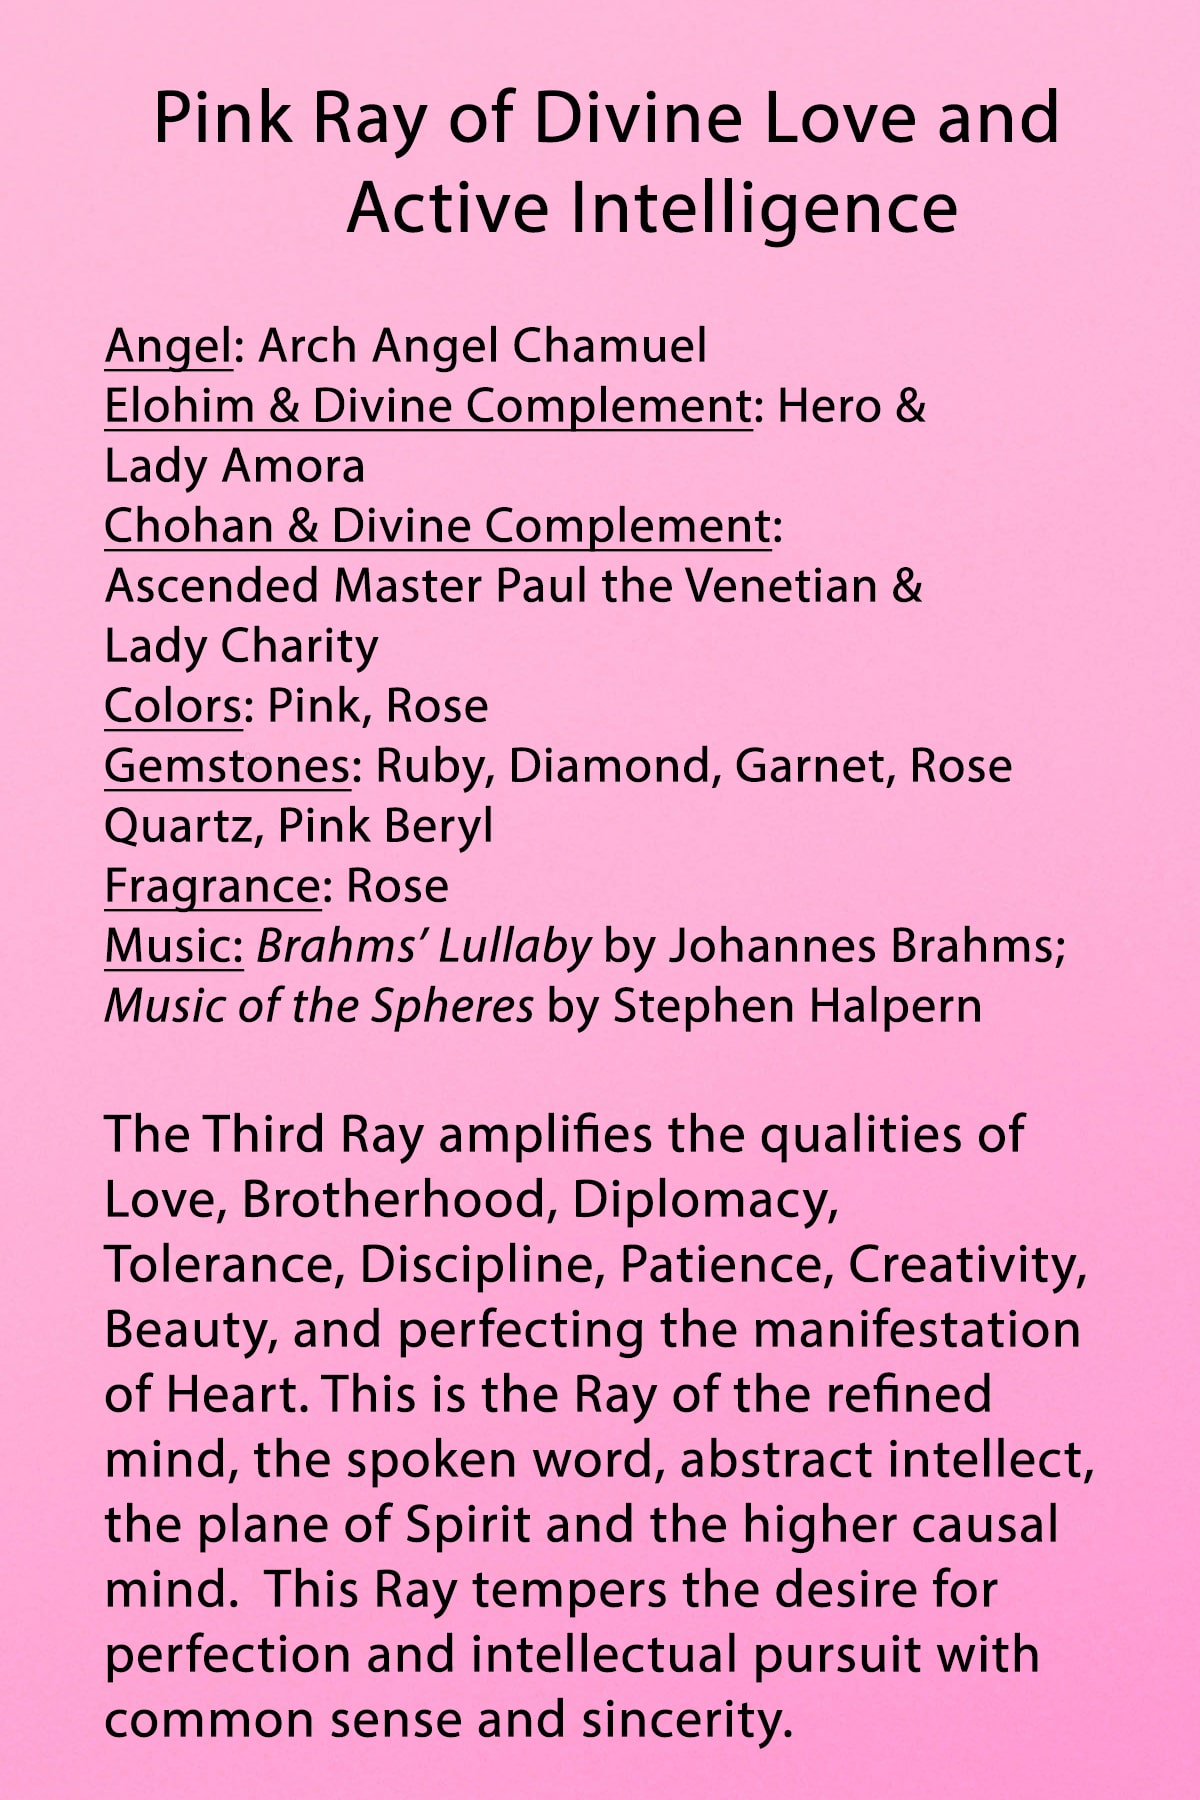 Pink Ray of Divine Love and
Active Intelligence
Angel: Arch Angel Chamuel
Elohim & Divine Complement: Hero &
Lady Amora
Chohan & Divine Complement:
Ascended Master Paul the Venetian &
Lady Charity
Colors: Pink, Rose
Gemstones: Ruby, Diamond, Garnet, Rose
Quartz, Pink Beryl
Fragrance: Rose
Music: Brahms’ Lullaby by Johannes Brahms;
Music of the Spheres by Stephen Halpern
The Third Ray amplifies the qualities of
Love, Brotherhood, Diplomacy,
Tolerance, Discipline, Patience, Creativity,
Beauty, and perfecting the manifestation
of Heart. This is the Ray of the refined
mind, the spoken word, abstract intellect,
the plane of Spirit and the higher causal
mind.  This Ray tempers the desire for
perfection and intellectual pursuit with
common sense and sincerity.